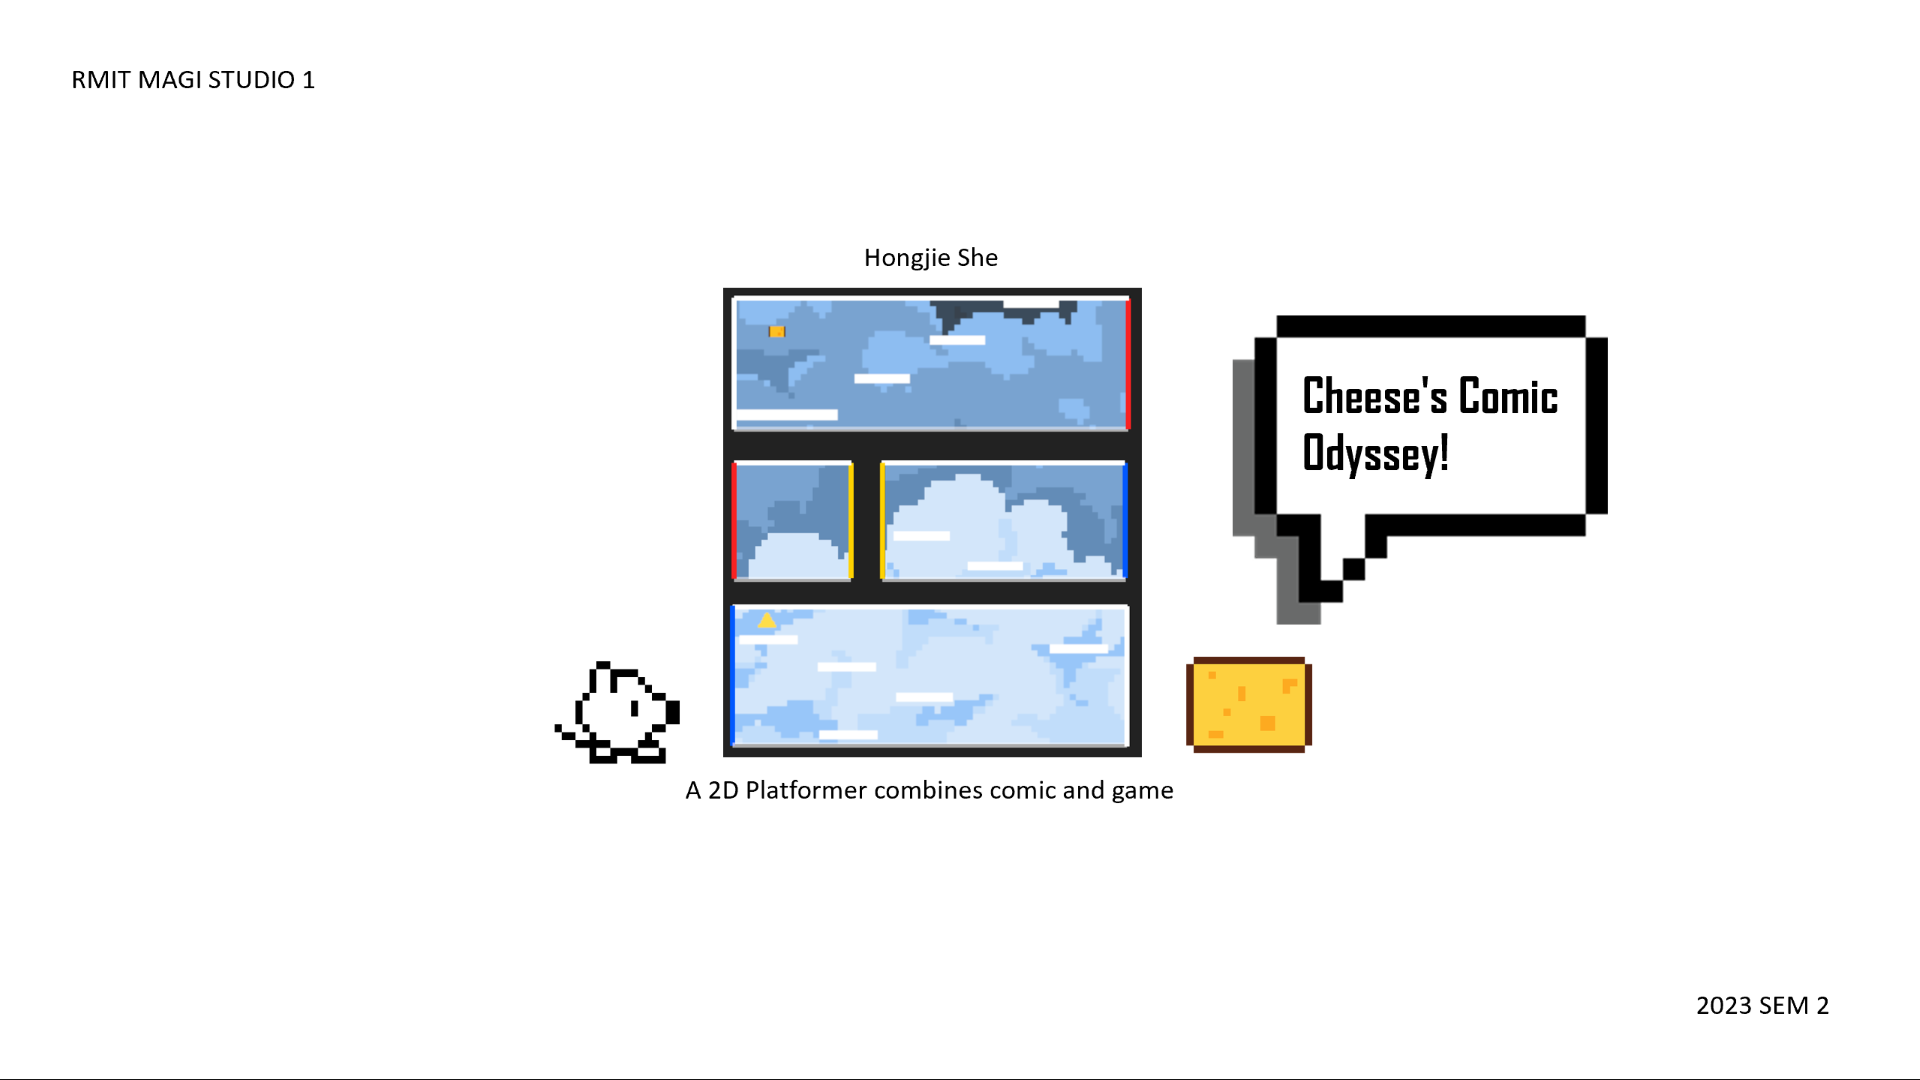 RMIT MAGI STUDIO 1
Hongjie She
Cheese's Comic
Odyssey!
A 2D Platformer combines comic and game
2023 SEM 2